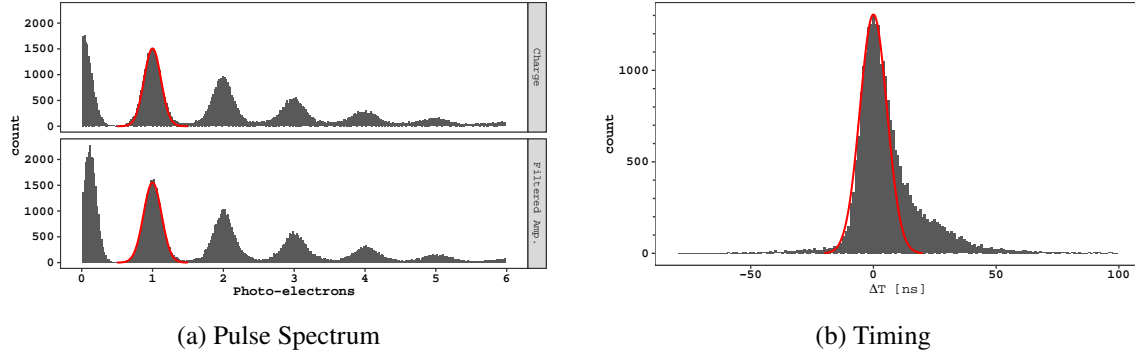 2000
1500
1000
500
0
Charge
2000
1500
1000
500
0
Filtered Amp.
count
0 1 2 3 4 5 6
Photo-electrons
(a) Pulse Spectrum
1000
500
0
count
−50 0 50 100
ΔT [ns]
(b) Timing